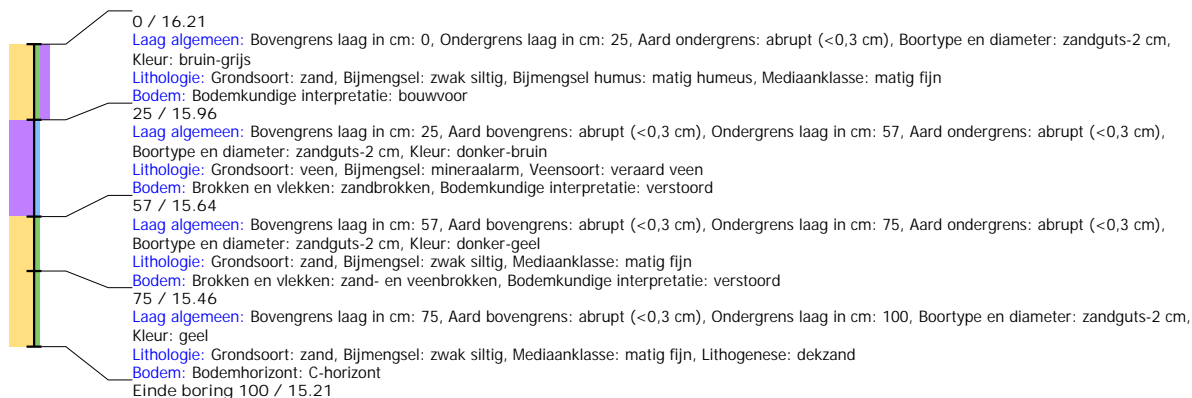 0 / 16.21
Laag algemeen: Bovengrens laag in cm: 0, Ondergrens laag in cm: 25, Aard ondergrens: abrupt (<0,3 cm), Boortype en diameter: zandguts-2 cm,
Kleur: bruin-grijs
Lithologie: Grondsoort: zand, Bijmengsel: zwak siltig, Bijmengsel humus: matig humeus, Mediaanklasse: matig fijn
Bodem: Bodemkundige interpretatie: bouwvoor
25 / 15.96
Laag algemeen: Bovengrens laag in cm: 25, Aard bovengrens: abrupt (<0,3 cm), Ondergrens laag in cm: 57, Aard ondergrens: abrupt (<0,3 cm),
Boortype en diameter: zandguts-2 cm, Kleur: donker-bruin
Lithologie: Grondsoort: veen, Bijmengsel: mineraalarm, Veensoort: veraard veen
Bodem: Brokken en vlekken: zandbrokken, Bodemkundige interpretatie: verstoord
57 / 15.64
Laag algemeen: Bovengrens laag in cm: 57, Aard bovengrens: abrupt (<0,3 cm), Ondergrens laag in cm: 75, Aard ondergrens: abrupt (<0,3 cm),
Boortype en diameter: zandguts-2 cm, Kleur: donker-geel
Lithologie: Grondsoort: zand, Bijmengsel: zwak siltig, Mediaanklasse: matig fijn
Bodem: Brokken en vlekken: zand- en veenbrokken, Bodemkundige interpretatie: verstoord
75 / 15.46
Laag algemeen: Bovengrens laag in cm: 75, Aard bovengrens: abrupt (<0,3 cm), Ondergrens laag in cm: 100, Boortype en diameter: zandguts-2 cm,
Kleur: geel
Lithologie: Grondsoort: zand, Bijmengsel: zwak siltig, Mediaanklasse: matig fijn, Lithogenese: dekzand
Bodem: Bodemhorizont: C-horizont
Einde boring 100 / 15.21